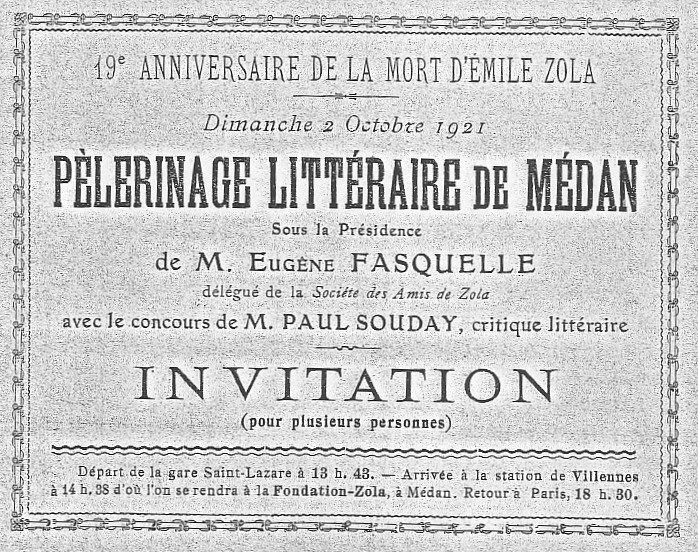 19e ANNIVERSAIRE DE LA MORT D'ÉMILE ZOLA
Dimanche 2 Octobre 1921
PÈLERINAGE LITTÉRAIRE DE MÉDAN
Sous la Présidence
de M. EUGÈNE FASQUELLE
délégué de la Société des Amis de Zola
avec le concours de M. PAUL SOUDAY, critique littéraire
INVITATION
(pour plusieurs personnes)
Départ de la gare Saint-Lazare à 13 h. 43. — Arrivée à la station de Villennes
à 14 h. 38 d'où l'on se rendra à la Fondation-Zola, à Médan. Retour à Paris, 18 h. 30.